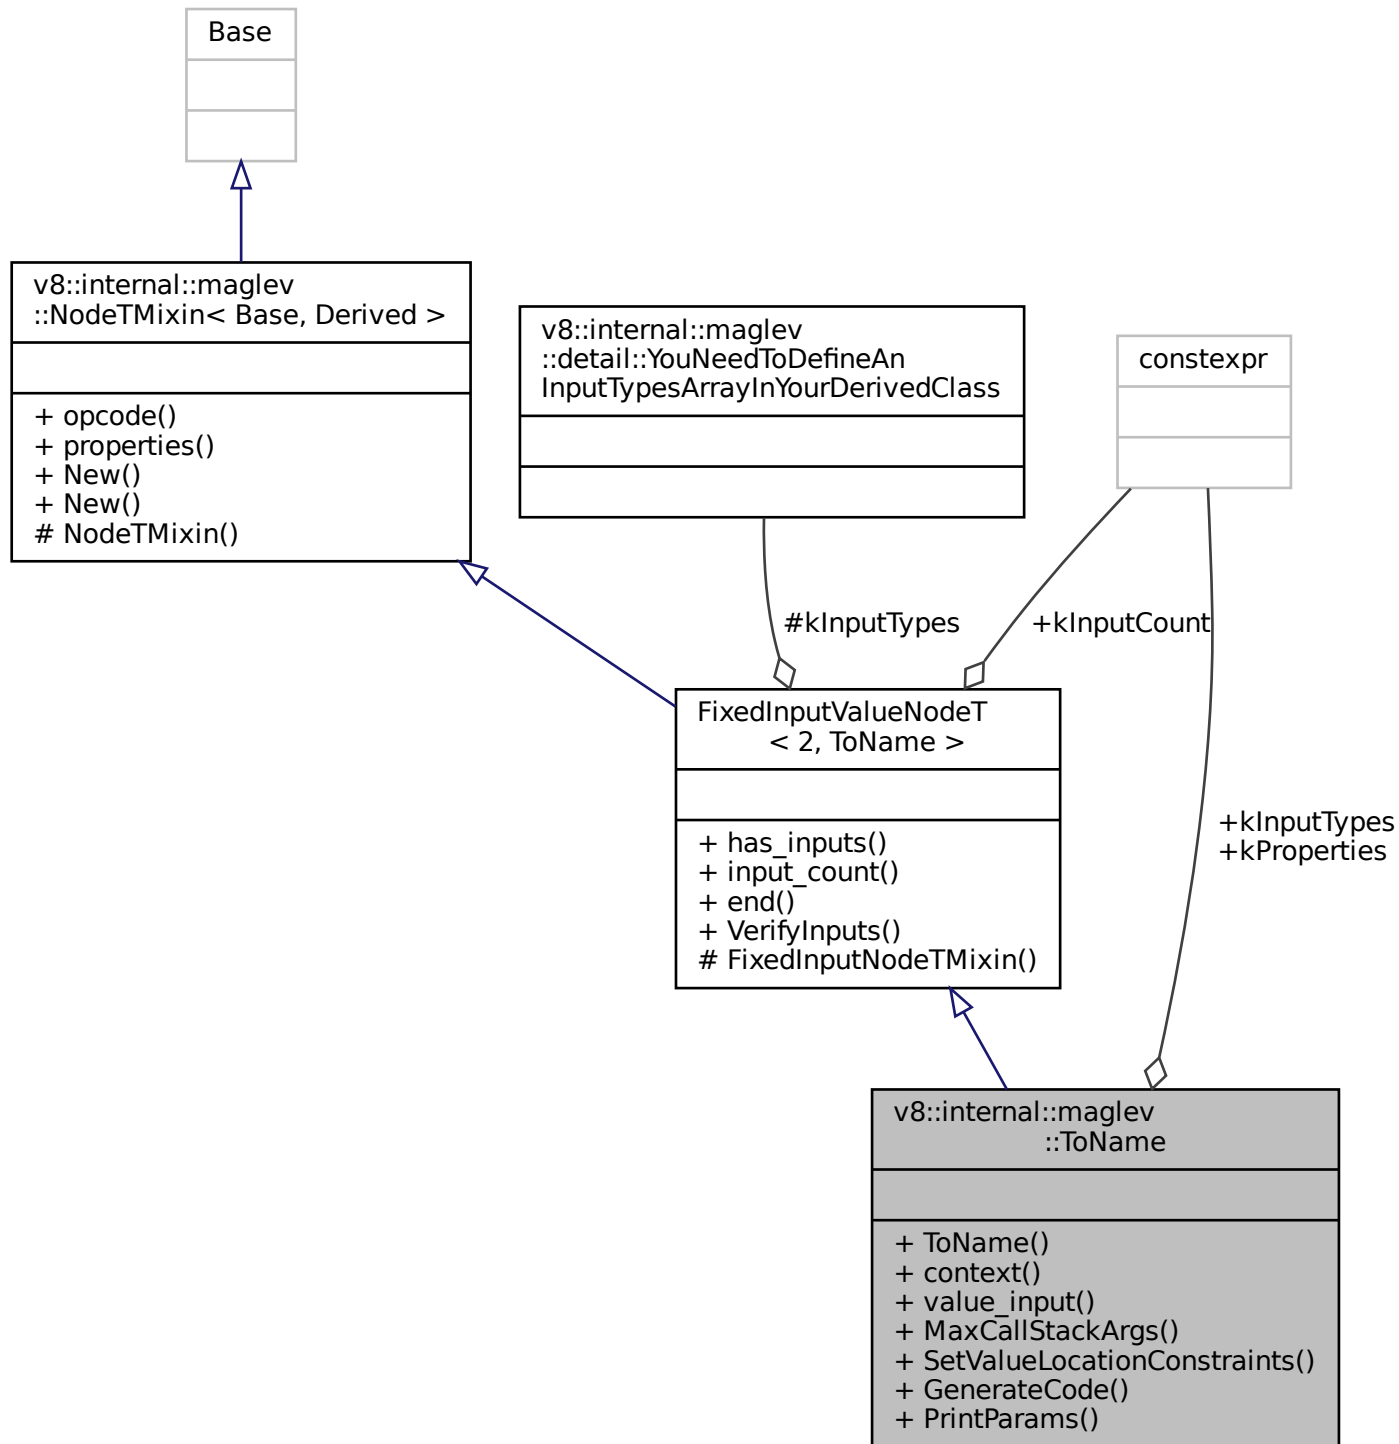 Base
v8::internal::maglev
::NodeTMixin< Base, Derived >
+ opcode()
+ properties()
+ New()
+ New()
# NodeTMixin()
v8::internal::maglev
::detail::YouNeedToDefineAn
InputTypesArrayInYourDerivedClass
constexpr
#kInputTypes
+kInputCount
FixedInputValueNodeT
< 2, ToName >
+ has_inputs()
+ input_count()
+ end()
+ VerifyInputs()
# FixedInputNodeTMixin()
+kInputTypes
+kProperties
v8::internal::maglev
::ToName
+ ToName()
+ context()
+ value_input()
+ MaxCallStackArgs()
+ SetValueLocationConstraints()
+ GenerateCode()
+ PrintParams()